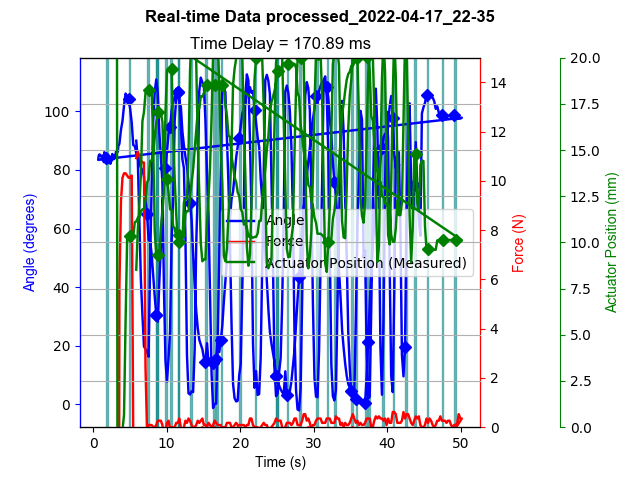 Real-time Data processed_2022-04-17_22-35
Time Delay = 170.89 ms
Angle (degrees)
100
80
60
40
20
0
14
12
10
8
6
4
2
0
Force (N)
20.0
17.5
15.0
12.5
10.0
7.5
5.0
2.5
0.0
Actuator Position (mm)
Angle
Force
Actuator Position (Measured)
0 10 20 30 40 50
Time (s)